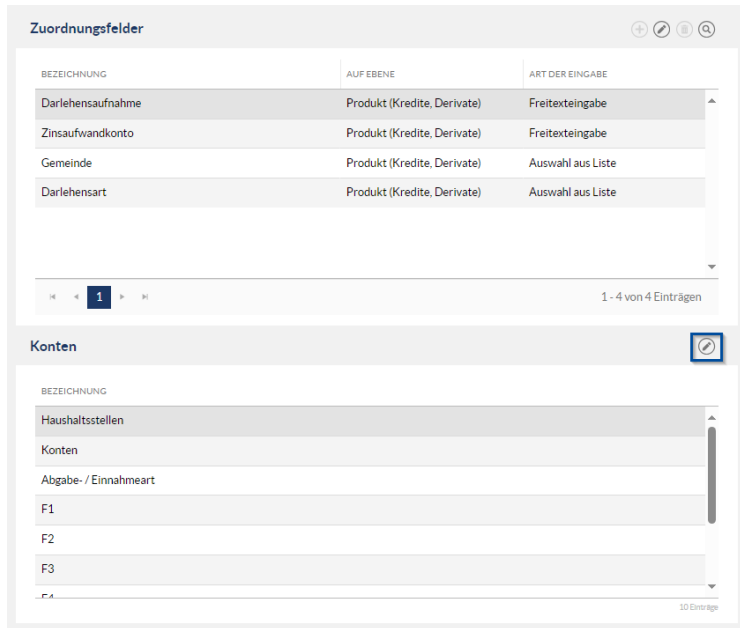 Zuordnungsfelder
BEZEICHNUNG AUF EBENE ART DER EINGABE
Darlehensaufnahme Produkt (Kredite, Derivate) Freitexteingabe
Zinsaufwandkonto Produkt (Kredite, Derivate) Freitexteingabe
Gemeinde Produkt (Kredite, Derivate) Auswahl aus Liste
Darlehensart Produkt (Kredite, Derivate) Auswahl aus Liste
1 1 - 4 von 4 Einträgen
Konten
BEZEICHNUNG
Haushaltsstellen
Konten
Abgabe- / Einnahmeart
F1
F2
F3
10 Einträge